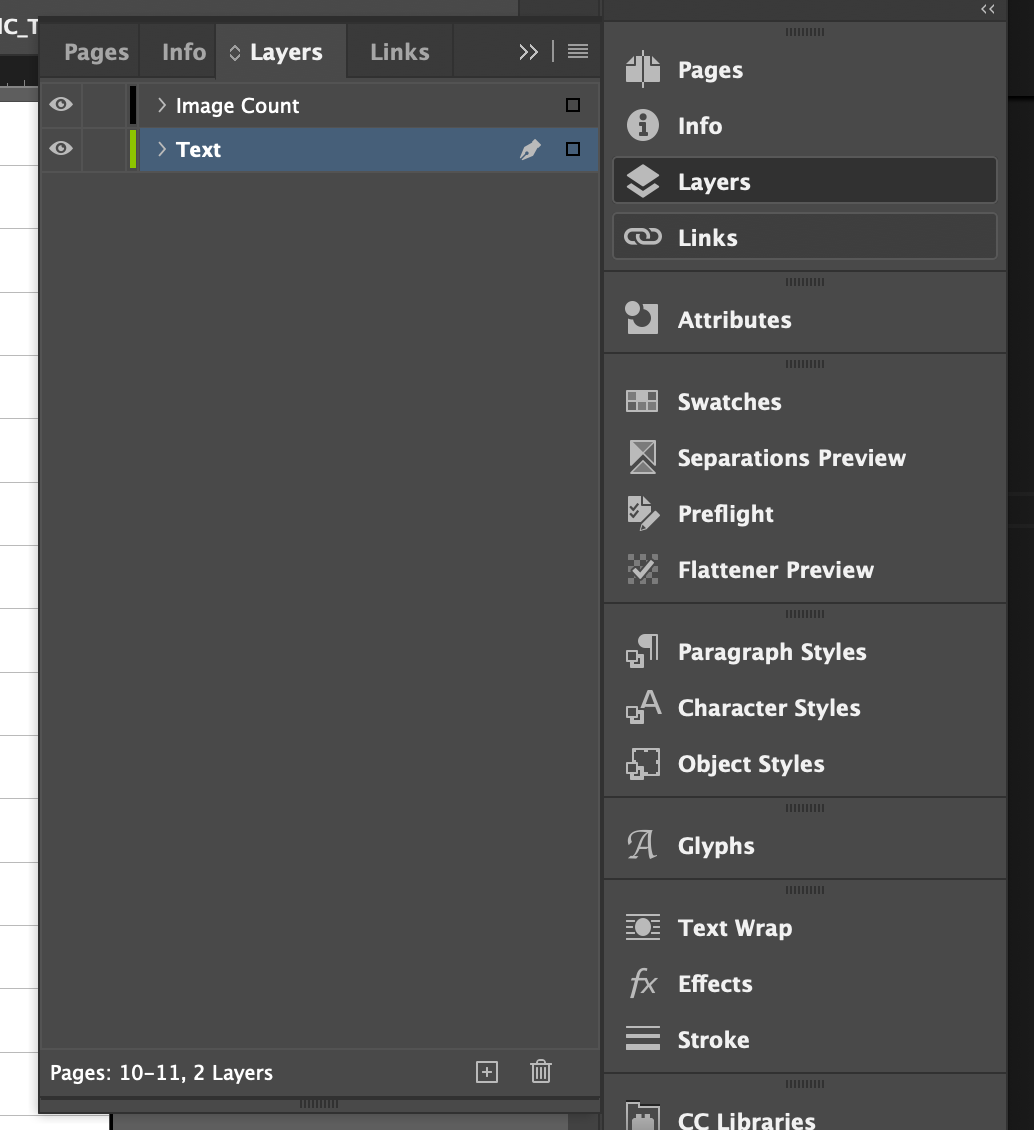 IC_T
Pages Info Layers Links
Image Count
Text
Pages: 10–11, 2 Layers
Pages
Info
Layers
Links
Attributes
Swatches
Separations Preview
Preflight
Flattener Preview
Paragraph Styles
Character Styles
Object Styles
Glyphs
Text Wrap
Effects
Stroke
CC Libraries